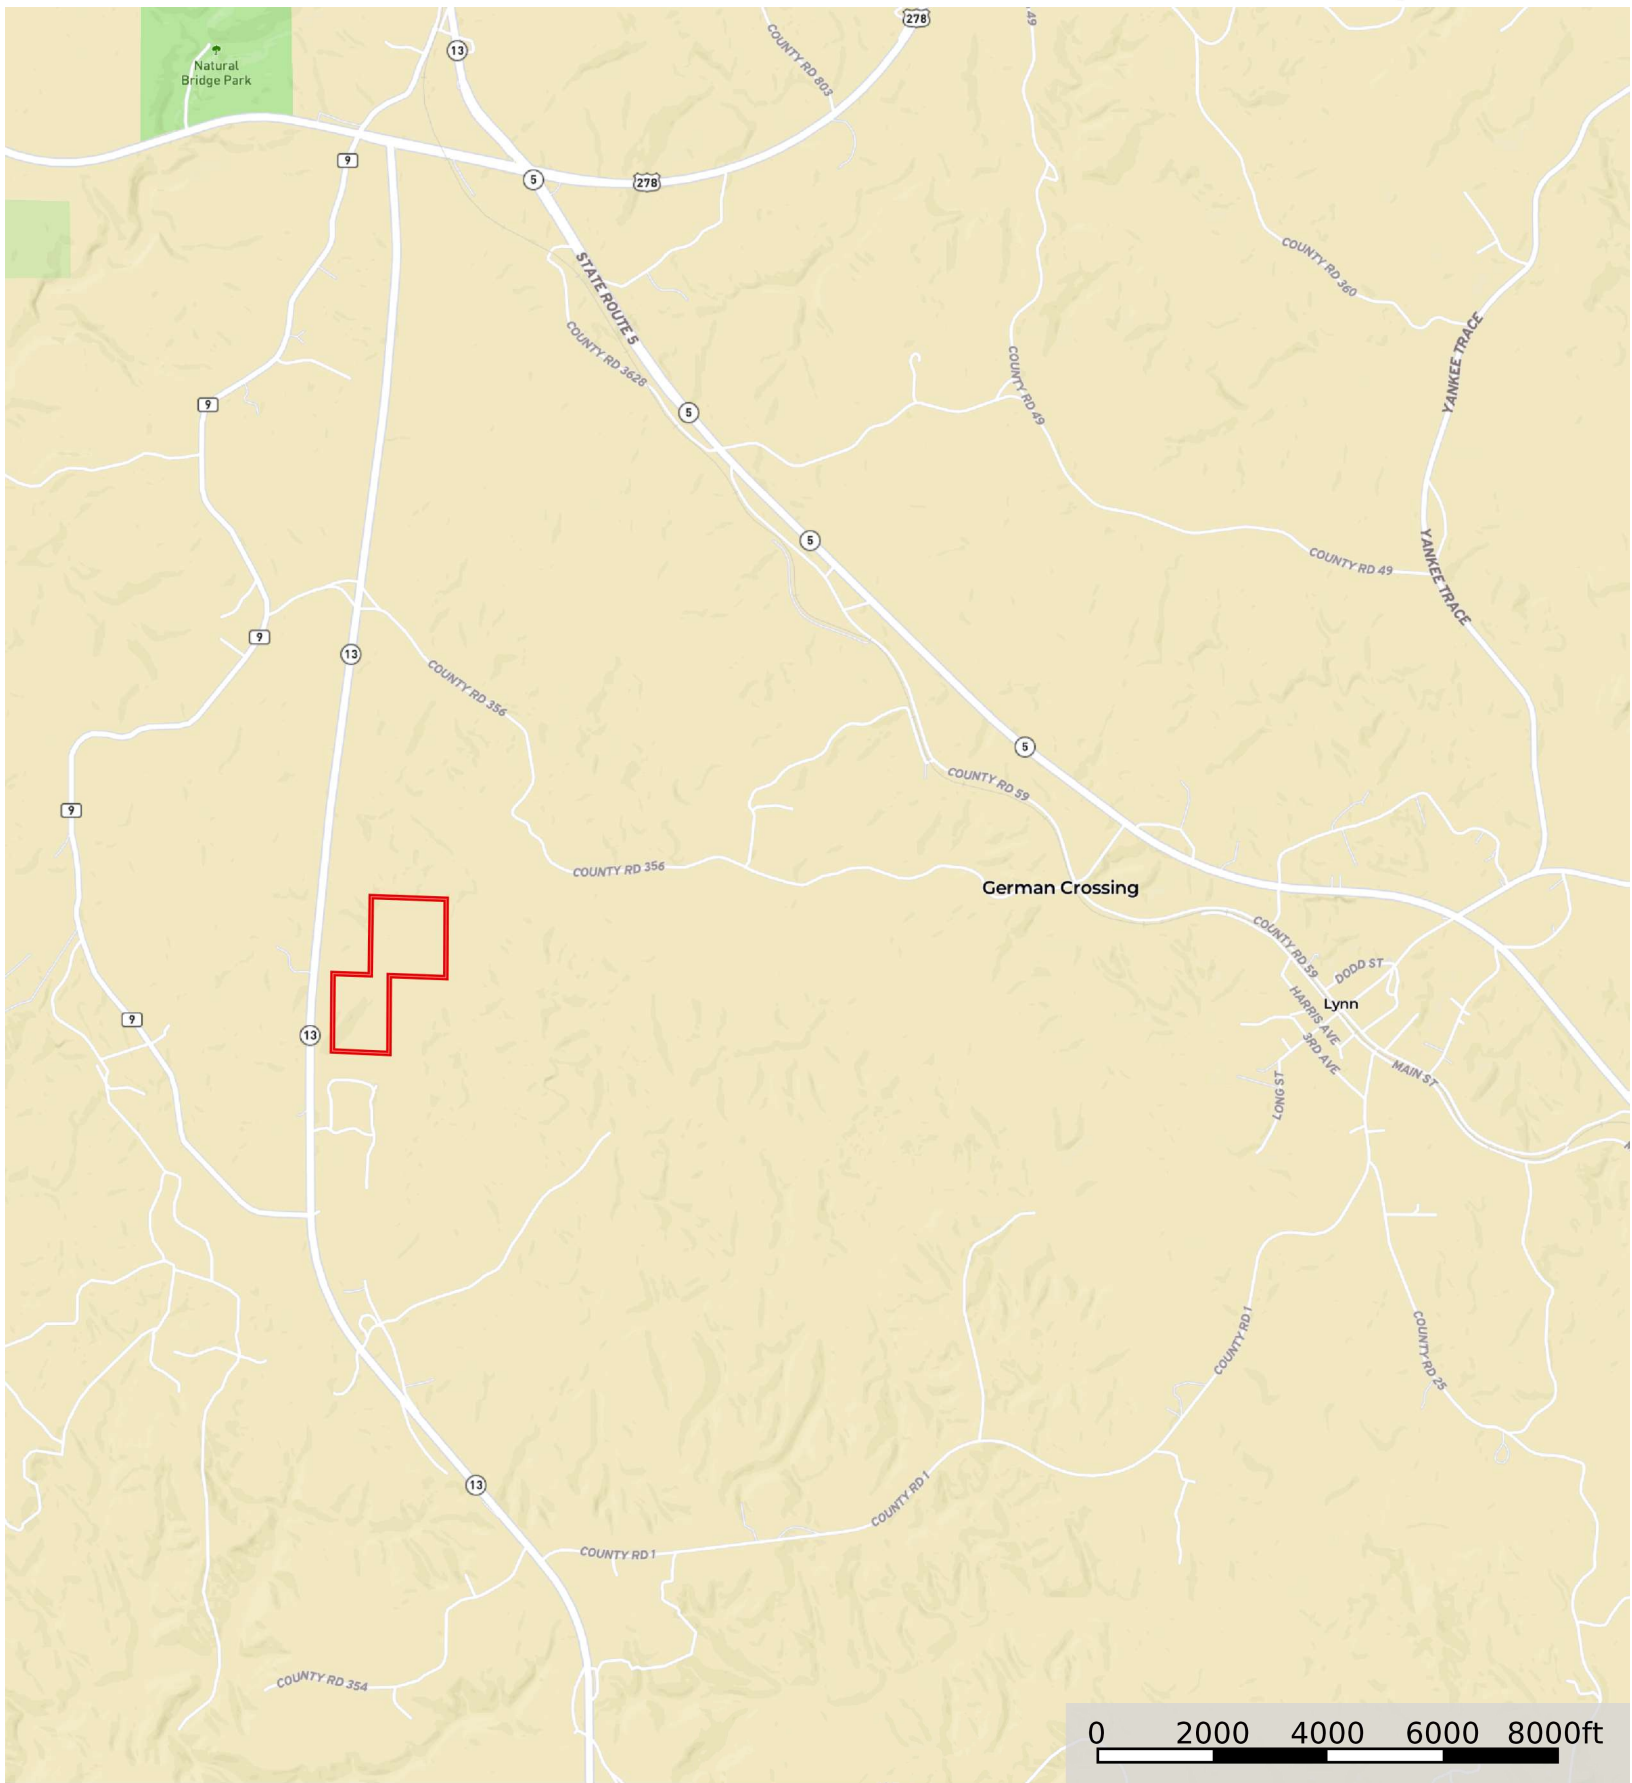 278
49
13
COUNTY RD 803
Natural
Bridge Park
9
5
278
COUNTY RD 360
STATE ROUTE 5
COUNTY RD 3628
YANKEE TRACE
COUNTY RD 49
9
5
5
COUNTY RD 49
YANKEE TRACE
9
13
COUNTY RD 356
5
COUNTY RD 59
9
COUNTY RD 356
German Crossing
COUNTY RD 59
DODD ST
Lynn
HARRIS AVE
9
13
3RD AVE
MAIN ST
LONG ST
COUNTY RD 1
COUNTY RD 25
13
COUNTY RD 1
COUNTY RD 1
COUNTY RD 354
0 2000 4000 6000 8000ft